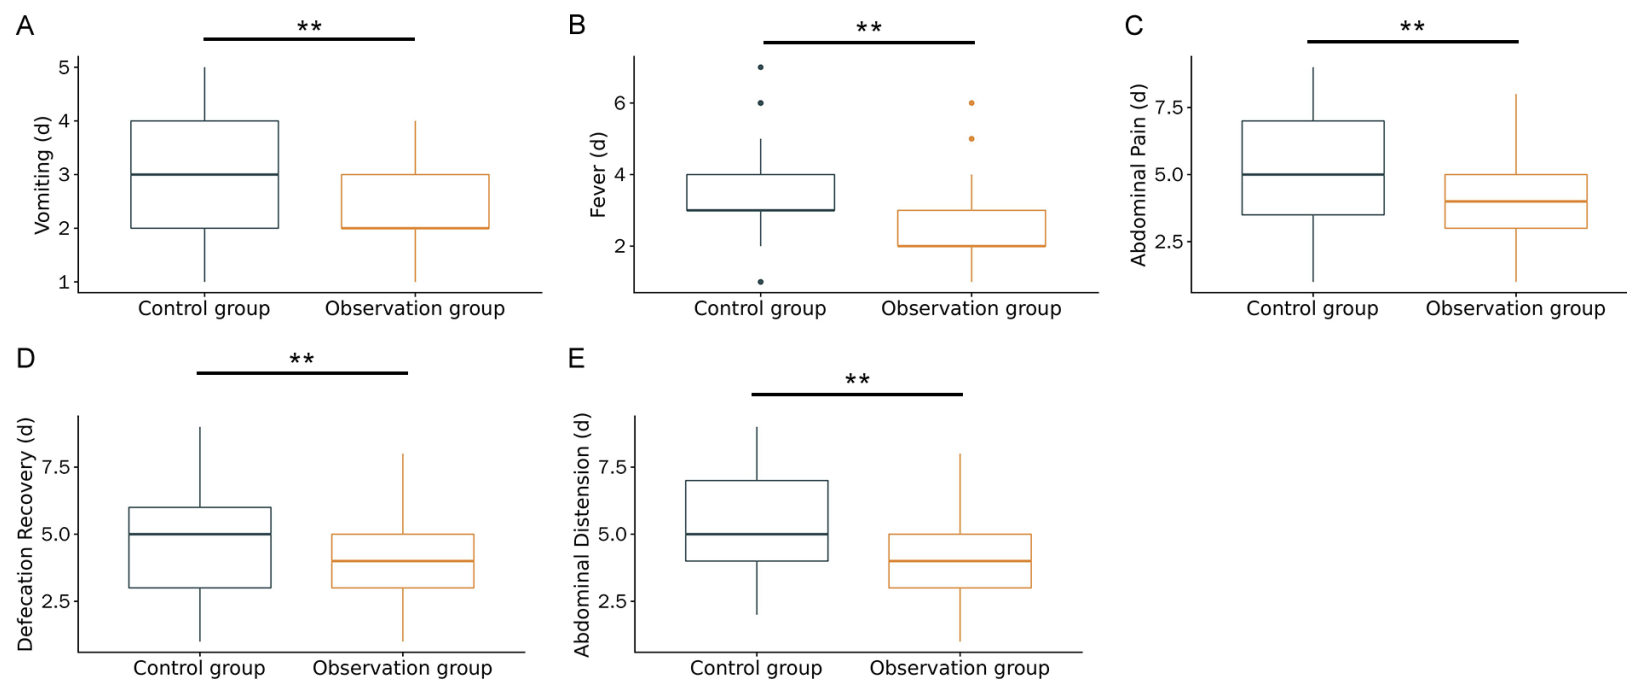 A
**
Vomiting (d)
5
4
3
2
1
Control group
Observation group
B
**
Fever (d)
6
4
2
Control group
Observation group
C
**
Abdominal Pain (d)
7.5
5.0
2.5
Control group
Observation group
D
**
Defecation Recovery (d)
7.5
5.0
2.5
Control group
Observation group
E
**
Abdominal Distension (d)
7.5
5.0
2.5
Control group
Observation group